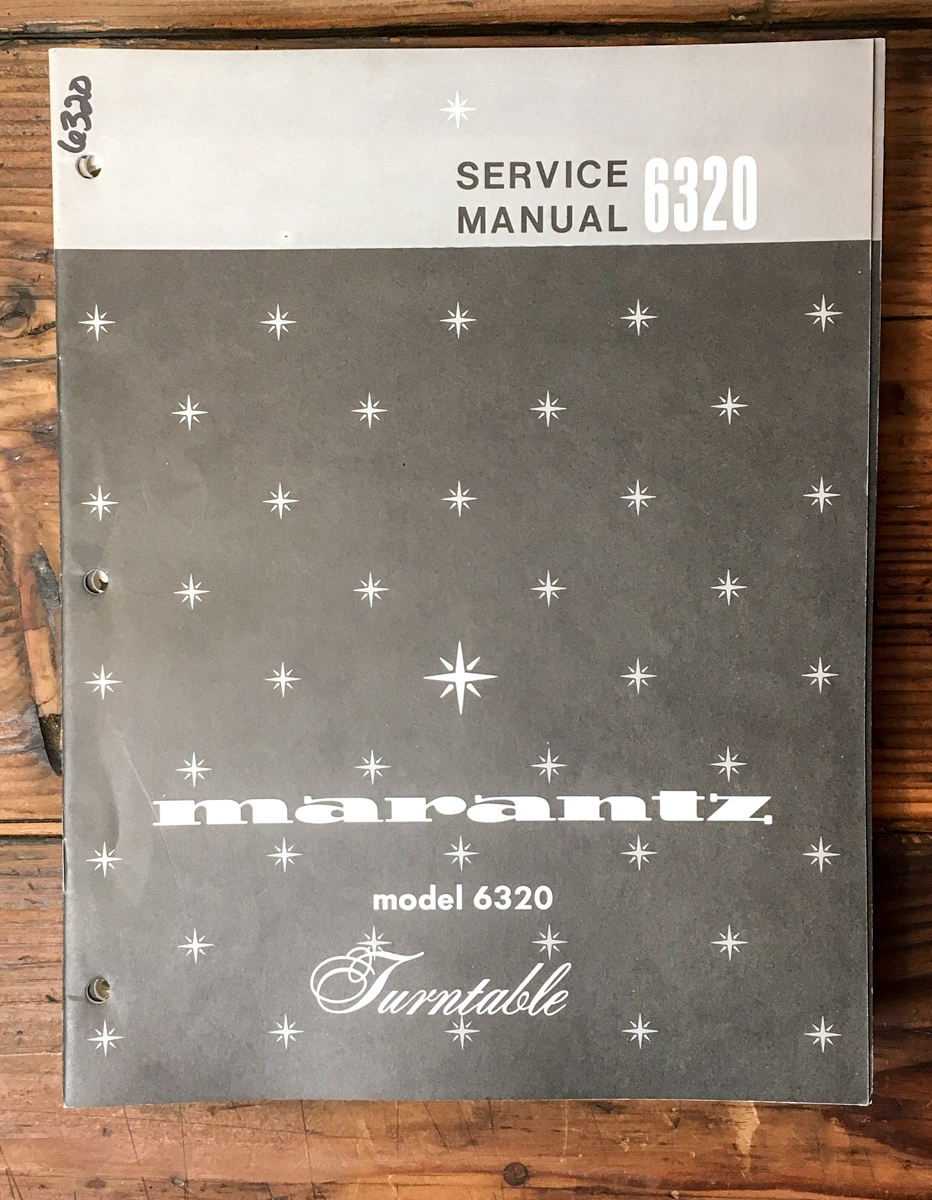 6320
SERVICE
MANUAL 6320
marantz
model 6320
Turntable